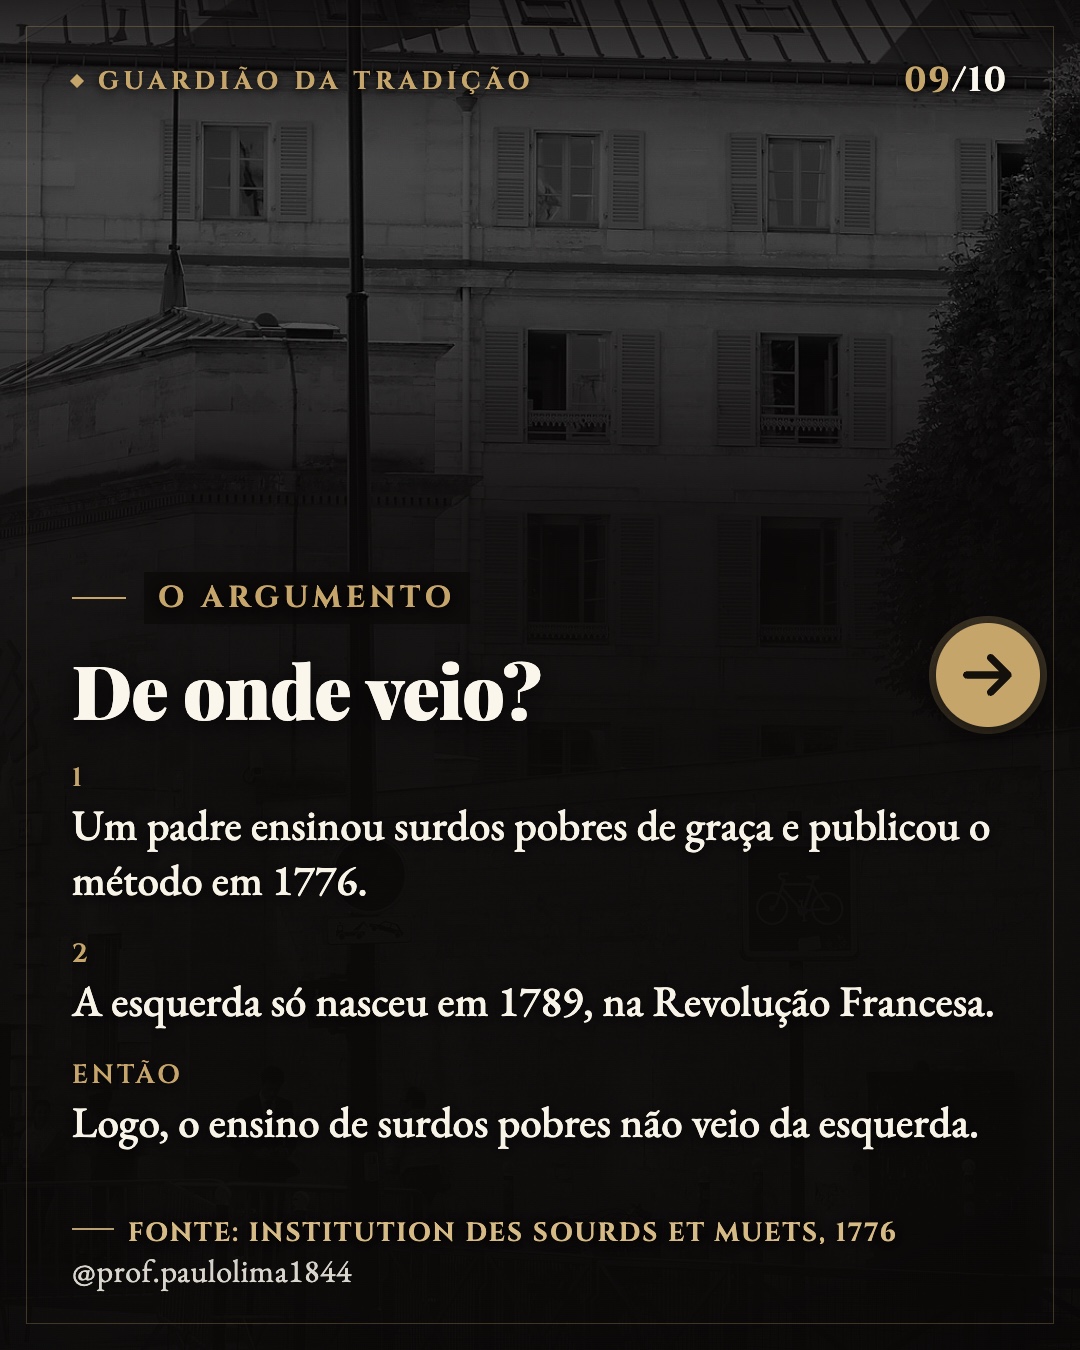 GUARDIÃO DA TRADIÇÃO
09/10
O ARGUMENTO
De onde veio?
1
Um padre ensinou surdos pobres de graça e publicou o
método em 1776.
2
A esquerda só nasceu em 1789, na Revolução Francesa.
ENTÃO
Logo, o ensino de surdos pobres não veio da esquerda.
FONTE: INSTITUTION DES SOURDS ET MUETS, 1776
@prof.paulolima1844